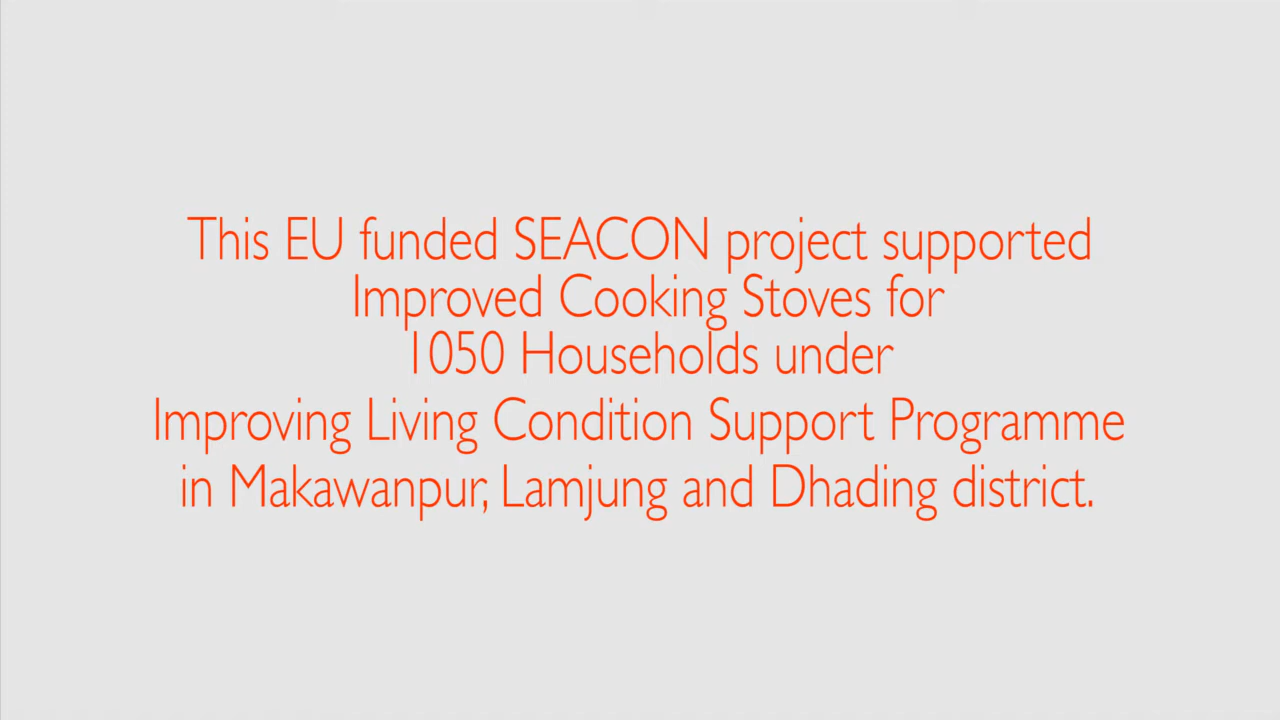 This EU funded SEACON project supported
Improved Cooking Stoves for
1050 Households under
Improving Living Condition Support Programme
in Makawanpur, Lamjung and Dhading district.